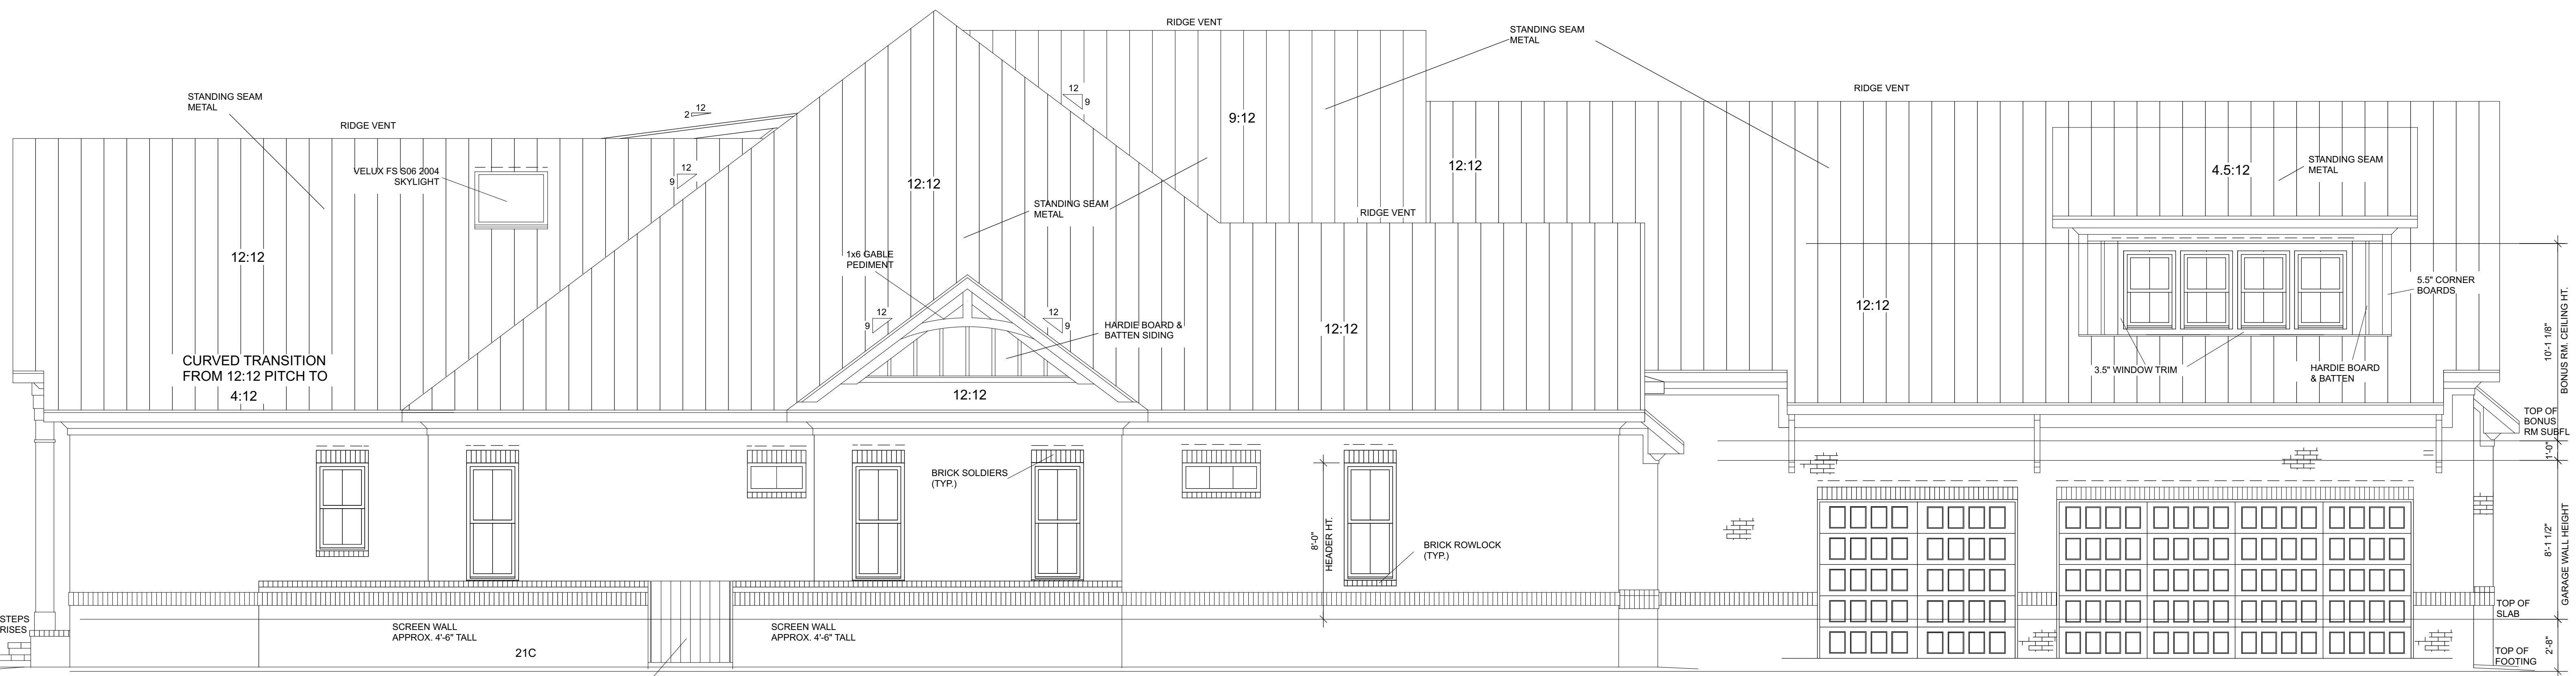 RIDGE VENT
STANDING SEAM
METAL
RIDGE VENT
STANDING SEAM
METAL
12
2
12
9
9:12
RIDGE VENT
VELUX FS S06 2004
SKYLIGHT
12
9
12:12
12:12
STANDING SEAM
METAL
4.5:12
STANDING SEAM
METAL
RIDGE VENT
12:12
1x6 GABLE
PEDIMENT
12
9
12
9
HARDIE BOARD &
BATTEN SIDING
12:12
12:12
5.5" CORNER
BOARDS
CURVED TRANSITION
FROM 12:12 PITCH TO
4:12
12:12
3.5" WINDOW TRIM
HARDIE BOARD
& BATTEN
10'-1 1/8"
BONUS RM. CEILING HT.
TOP OF
BONUS
RM SUBFL
1'-0"
BRICK SOLDIERS
(TYP.)
8'-0"
HEADER HT.
BRICK ROWLOCK
(TYP.)
8'-1 1/2"
GARAGE WALL HEIGHT
STEPS
RISES
SCREEN WALL
APPROX. 4'-6" TALL
SCREEN WALL
APPROX. 4'-6" TALL
21C
TOP OF
SLAB
2'-8"
TOP OF
FOOTING